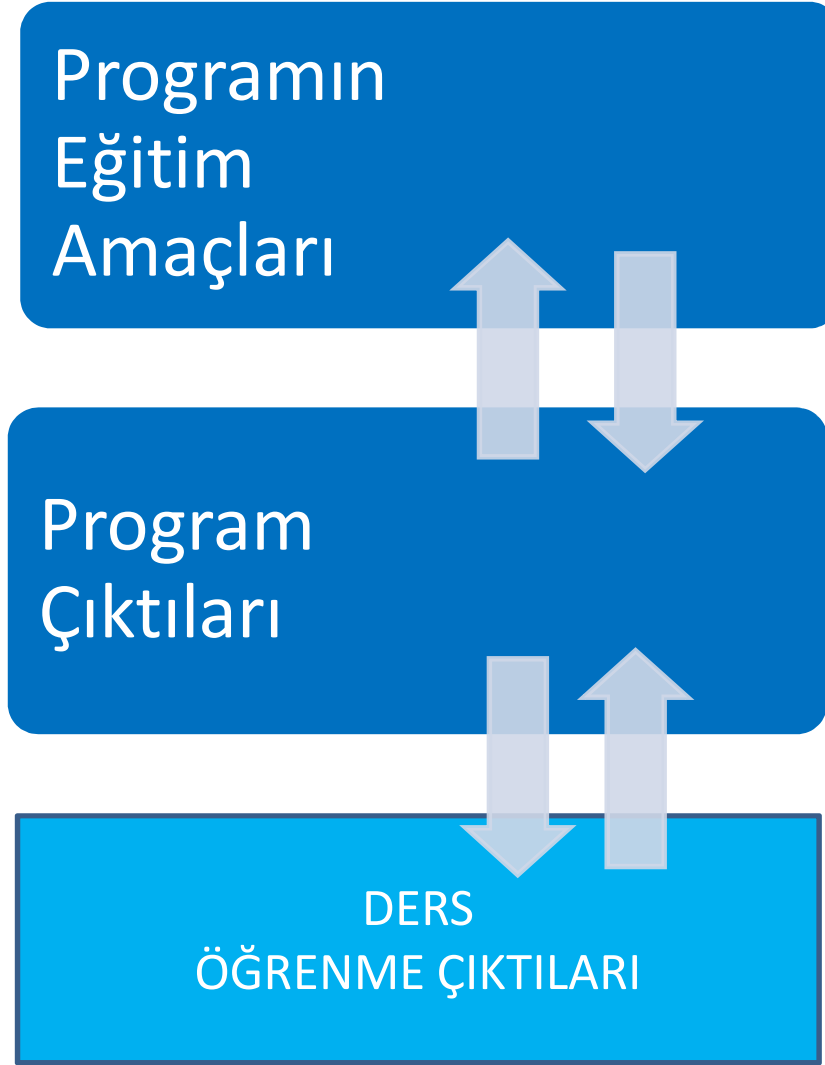 Programın
Eğitim
Amaçları
Program
Çıktıları
DERS
ÖĞRENME ÇIKTILARI